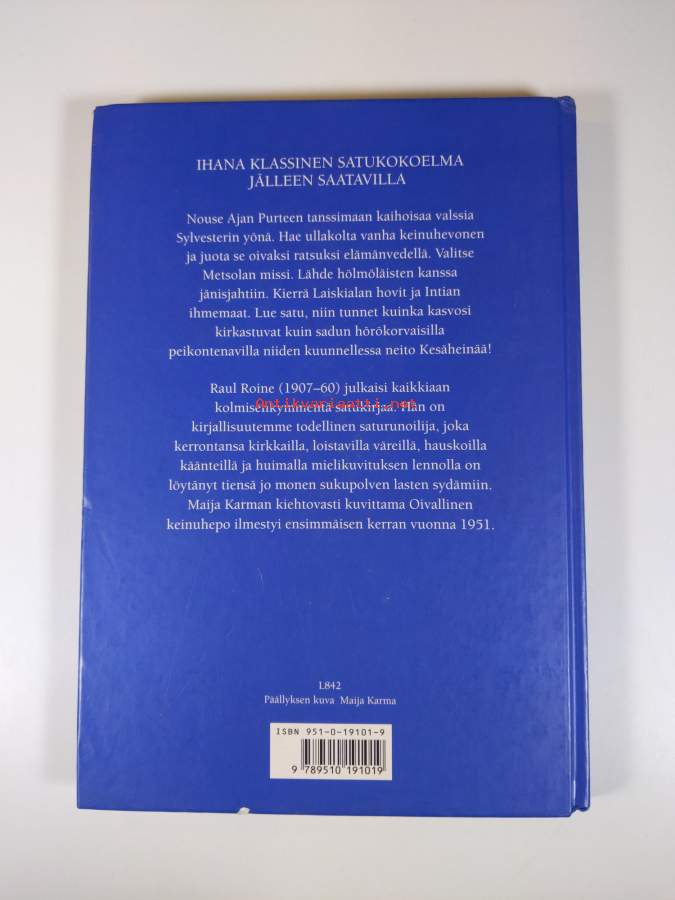 IHANA KLASSINEN SATUKOKOELMA
JÄLLEEN SAATAVILLA
Nouse Ajan Purteen tanssimaan kaihoisaa valssia
Sylvesterin yönä. Hae ullakolta vanha keinuhevonen
ja juota se oivaksi ratsuksi elämänvedellä. Valitse
Metsolan missi. Lähde hölmöläisten kanssa
jänisjahtiin. Kierrä Laiskialan hovit ja Intian
ihmemaat. Lue satu, niin tunnet kuinka kasvosi
kirkastuvat kuin sadun hörökorvaisilla
peikontenavilla niiden kuunnellessa neito Kesäheinää!
Raul Roine (1907–60) julkaisi kaikkiaan
Antikvariaatti.net
kolmisenkymmentä satukirjaa. Hän on
kirjallisuutemme todellinen saturunoilija, joka
kerrontansa kirkkailla, loistavilla väreillä, hauskoilla
käänteillä ja huimalla mielikuvituksen lennolla on
löytänyt tiensä jo monen sukupolven lasten sydämiin.
Maija Karman kiehtovasti kuvittama Oivallinen
keinuhepo ilmestyi ensimmäisen kerran vuonna 1951.
L842
Päällyksen kuva Maija Karma
ISBN 951-0-19101-9
9 789510 191019